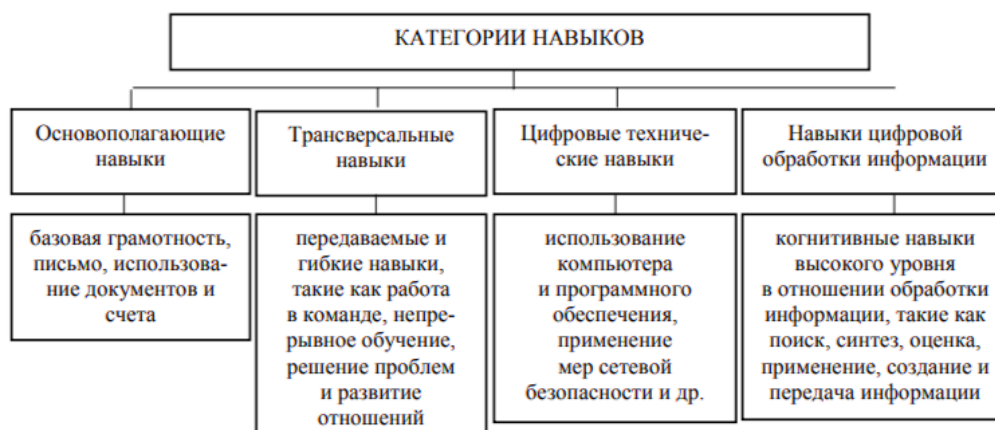 КАТЕГОРИИ НАВЫКОВ
Основополагающие
навыки
Трансверсальные
навыки
Цифровые техниче-
ские навыки
Навыки цифровой
обработки информации
базовая грамотность,
письмо, использова-
ние документов и
счета
передаваемые и
гибкие навыки,
такие как работа
в команде, непре-
рывное обучение,
решение проблем
и развитие
отношений
использование
компьютера
и программного
обеспечения,
применение
мер сетевой
безопасности и др.
когнитивные навыки
высокого уровня
в отношении обработки
информации, такие как
поиск, синтез, оценка,
применение, создание и
передача информации